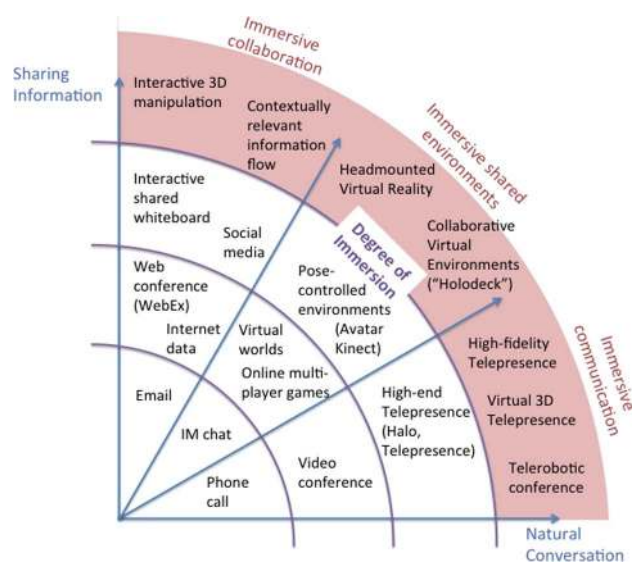 Immersive
collaboration
Sharing
Information
Interactive 3D
manipulation
Contextually
relevant
information
flow
Immersive shared
environments
Headmounted
Virtual Reality
Interactive
shared
whiteboard
Social
media
Degree of
Immersion
Collaborative
Virtual
Environments
("Holodeck")
Web
conference
(WebEx)
Pose-
controlled
environments
(Avatar
Kinect)
Internet
data
Virtual
worlds
Online multi-
player games
High-fidelity
Telepresence
Immersive
communication
Email
High-end
Telepresence
(Halo,
Telepresence)
Virtual 3D
Telepresence
IM chat
Video
conference
Telerobotic
conference
Phone
call
Natural
Conversation